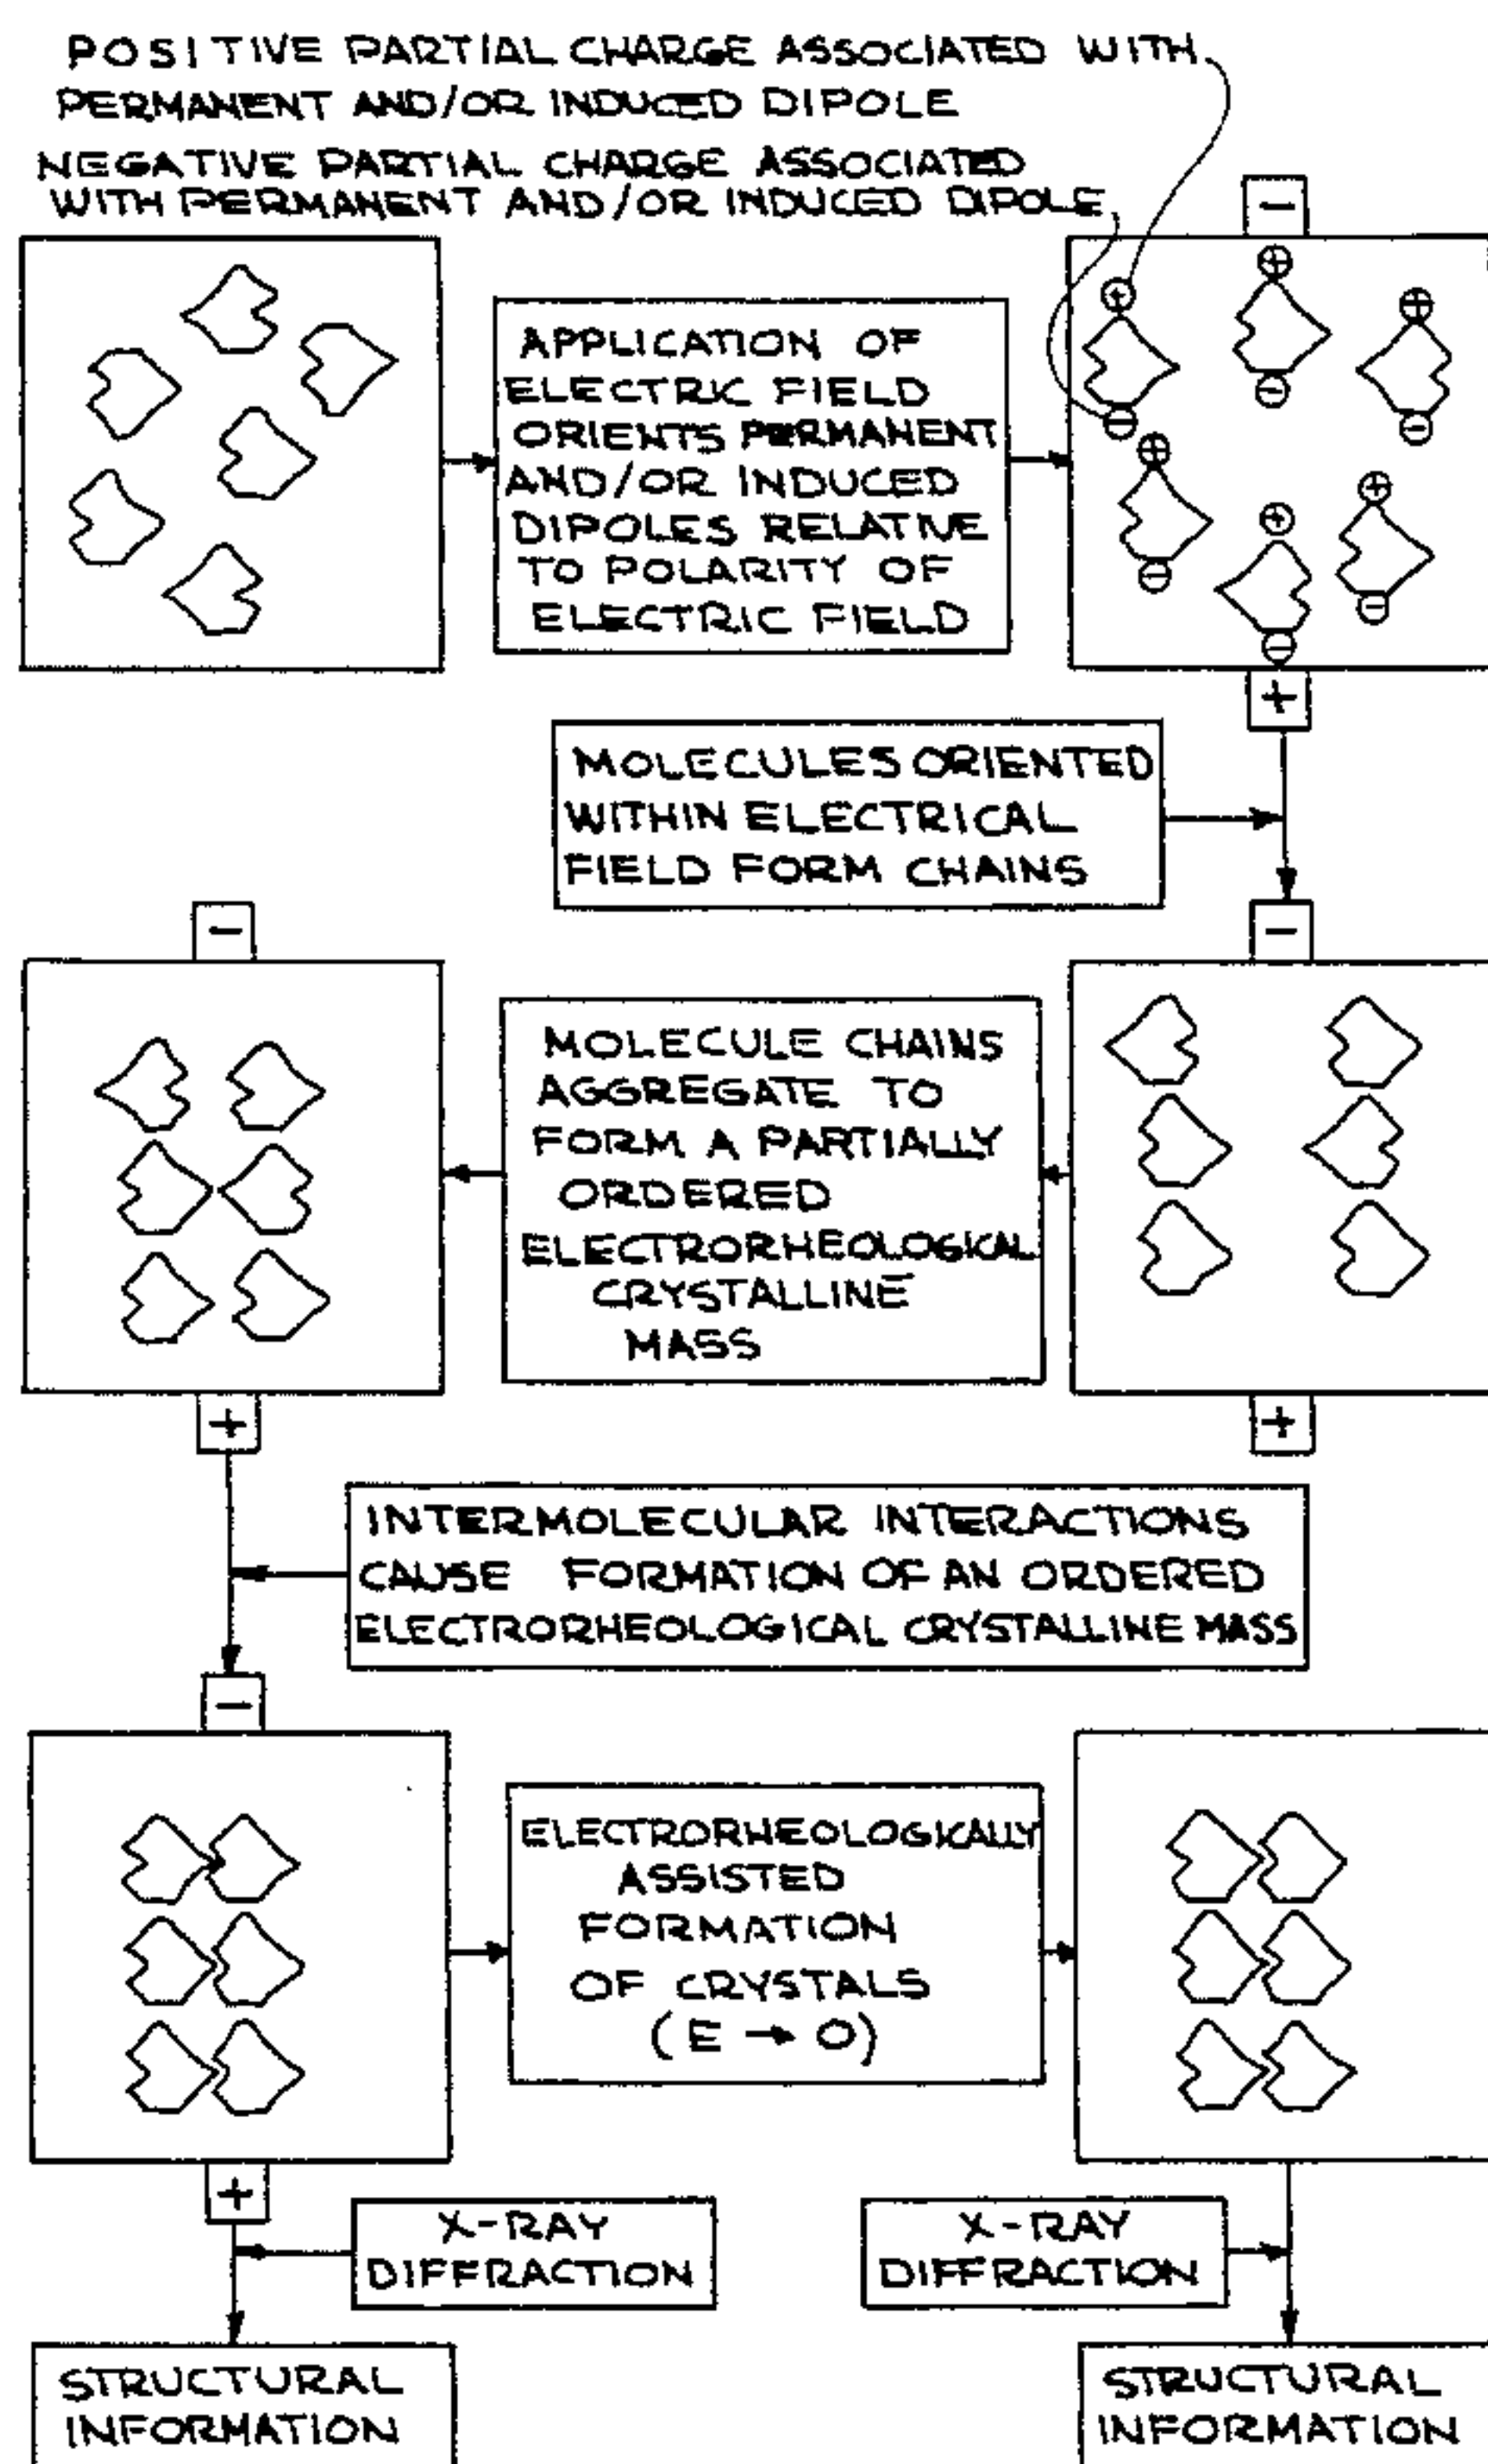 POSITIVE PARTIAL CHARGE ASSOCIATED WITH
PERMANENT AND/OR INDUCED DIPOLE
NEGATIVE PARTIAL CHARGE ASSOCIATED
WITH PERMANENT AND/OR INDUCED DIPOLE
−
⊕
⊕
⊕
⊖
⊖
⊖
⊕
⊕
⊕
⊖
⊖
⊖
+
APPLICATION OF
ELECTRIC FIELD
ORIENTS PERMANENT
AND/OR INDUCED
DIPOLES RELATIVE
TO POLARITY OF
ELECTRIC FIELD
MOLECULES ORIENTED
WITHIN ELECTRICAL
FIELD FORM CHAINS
−
+
MOLECULE CHAINS
AGGREGATE TO
FORM A PARTIALLY
ORDERED
ELECTRORHEOLOGICAL
CRYSTALLINE
MASS
−
+
INTERMOLECULAR INTERACTIONS
CAUSE FORMATION OF AN ORDERED
ELECTRORHEOLOGICAL CRYSTALLINE MASS
−
+
ELECTRORHEOLOGICALLY
ASSISTED
FORMATION
OF CRYSTALS
(E → O)
X-RAY
DIFFRACTION
X-RAY
DIFFRACTION
STRUCTURAL
INFORMATION
STRUCTURAL
INFORMATION